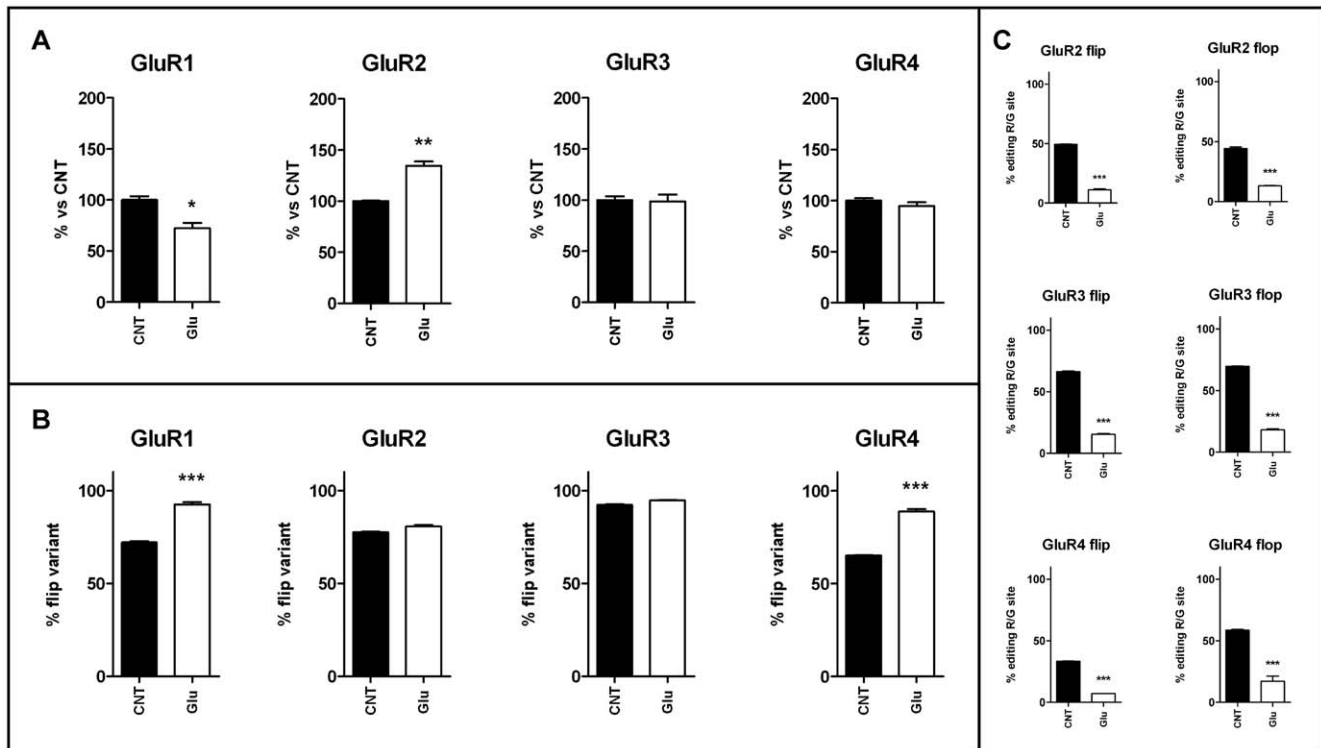 A
GluR1
GluR2
GluR3
GluR4
% vs CNT
200
150
100
50
0
*
CNT
Glu
% vs CNT
200
150
100
50
0
**
CNT
Glu
% vs CNT
200
150
100
50
0
CNT
Glu
% vs CNT
200
150
100
50
0
CNT
Glu
B
GluR1
GluR2
GluR3
GluR4
% flip variant
100
50
0
***
CNT
Glu
% flip variant
100
50
0
CNT
Glu
% flip variant
100
50
0
CNT
Glu
% flip variant
100
50
0
***
CNT
Glu
C
GluR2 flip
% editing R/G site
100
50
0
***
CNT
Glu
GluR2 flop
% editing R/G site
100
50
0
***
CNT
Glu
GluR3 flip
% editing R/G site
100
50
0
***
CNT
Glu
GluR3 flop
% editing R/G site
100
50
0
***
CNT
Glu
GluR4 flip
% editing R/G site
100
50
0
***
CNT
Glu
GluR4 flop
% editing R/G site
100
50
0
***
CNT
Glu